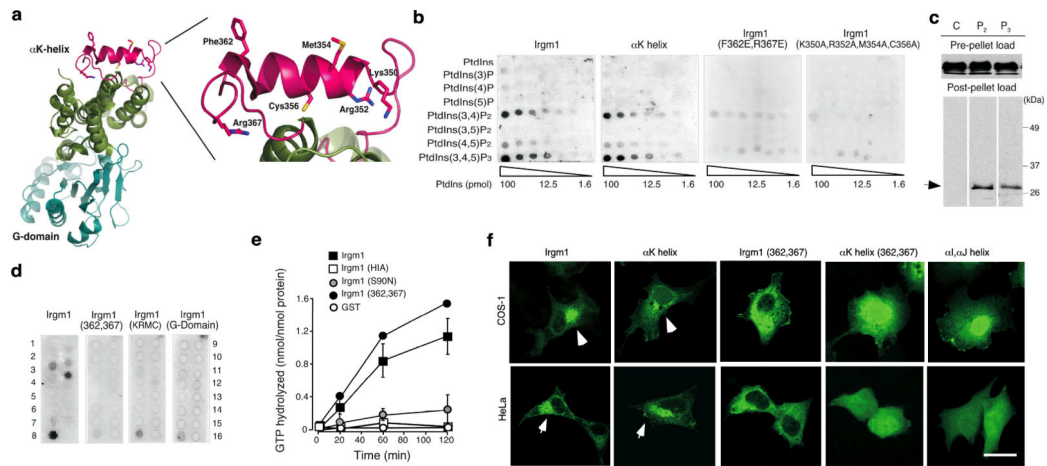 a
αK-helix
Phe362
Met354
Lys350
Cys356
Arg352
Arg367
G-domain
b
Irgm1
αK helix
Irgm1
(F362E,R367E)
Irgm1
(K350A,R352A,M354A,C356A)
PtdIns
PtdIns(3)P
PtdIns(4)P
PtdIns(5)P
PtdIns(3,4)P2
PtdIns(3,5)P2
PtdIns(4,5)P2
PtdIns(3,4,5)P3
PtdIns (pmol)
100 12.5 1.6
100 12.5 1.6
100 12.5 1.6
100 12.5 1.6
c
C P2 P3
Pre-pellet load
Post-pellet load
(kDa)
49
37
26
d
Irgm1
Irgm1
(362,367)
Irgm1
(KRMC)
Irgm1
(G-Domain)
1
2
3
4
5
6
7
8
9
10
11
12
13
14
15
16
e
Irgm1
Irgm1 (HIA)
Irgm1 (S90N)
Irgm1 (362,367)
GST
GTP hydrolyzed (nmol/nmol protein)
1.6
1.2
0.8
0.4
0
0 20 40 60 80 100 120
Time (min)
f
Irgm1
αK helix
Irgm1 (362,367)
αK helix (362,367)
αI,αJ helix
COS-1
HeLa